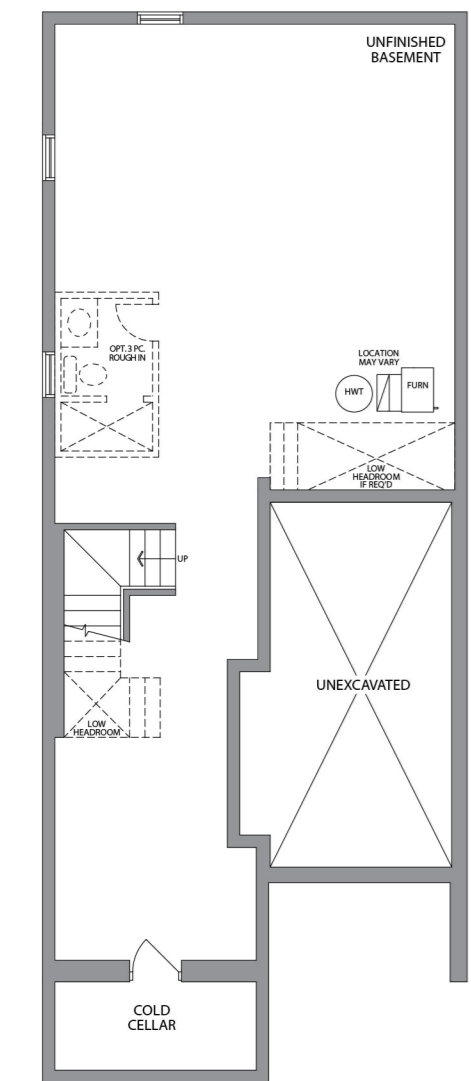 UNFINISHED
BASEMENT
OPT. 3 PC.
ROUGH IN
LOCATION
MAY VARY
HWT
FURN
LOW
HEADROOM
IF REQ'D
UP
UNEXCAVATED
LOW
HEADROOM
COLD
CELLAR